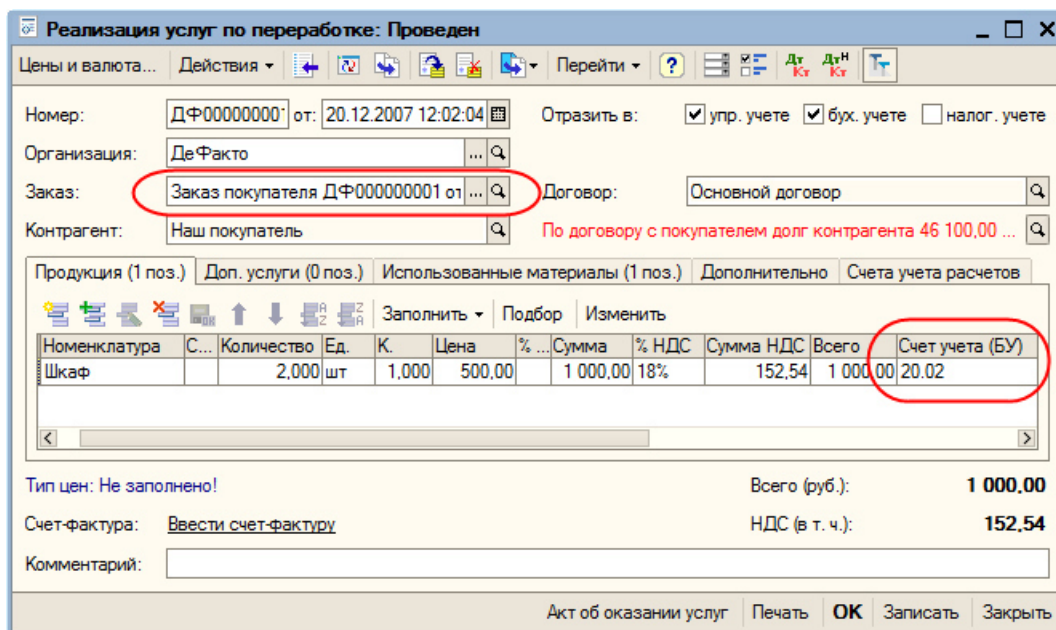 Реализация услуг по переработке: Проведен
Цены и валюта... Действия Перейти ? Дт Кт Дт Н Кт Тт
Номер: ДФ00000000 от: 20.12.2007 12:02:04 Отразить в: упр. учете бух. учете налог. учете
Организация: ДеФакто ...
Заказ: Заказ покупателя ДФ000000001 от ... Договор: Основной договор
Контрагент: Наш покупатель По договору с покупателем долг контрагента 46 100,00 ...
Продукция (1 поз.) Доп. услуги (0 поз.) Использованные материалы (1 поз.) Дополнительно Счета учета расчетов
Заполнить Подбор Изменить
Номенклатура С... Количество Ед. К. Цена % ... Сумма % НДС Сумма НДС Всего Счет учета (БУ)
Шкаф 2,000 шт 1,000 500,00 1 000,00 18% 152,54 1 000,00 20.02
Тип цен: Не заполнено! Всего (руб.): 1 000,00
Счет-фактура: Ввести счет-фактуру НДС (в т. ч.): 152,54
Комментарий:
Акт об оказании услуг Печать OK Записать Закрыть